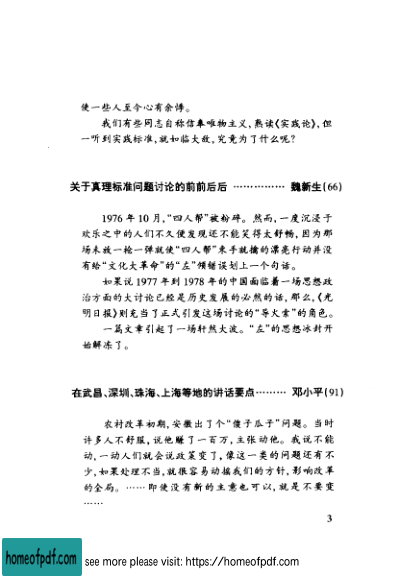 使一些人至今心有余悸。
我们有些同志自称信奉唯物主义,熟读《实践论》,但
一听到实践标准,就如临大敌,究竟为了什么呢?
关于真理标准问题讨论的前前后后 …………… 魏新生(66)
1976年10月,“四人帮”被粉碎。然而,一度沉浸于
欢乐之中的人们不久便发现还不能笑得太舒畅,因为那
场未放一枪一弹就使“四人帮”束手就擒的漂亮行动并没
有给“文化大革命”的“左”倾错误划上一个句话。
如果说1977年到1978年的中国面临着一场思想政
治方面的大讨论已经是历史发展的必然的话,那么,《光
明日报》则充当了正式引发这场讨论的“导火索”的角色。
一篇文章引起了一场轩然大波。“左”的思想冰封开
始解冻了。
在武昌、深圳、珠海、上海等地的讲话要点……… 邓小平(91)
农村改革初期,安徽出了个“傻子瓜子”问题。当时
许多人不舒服,说他赚了一百万,主张动他。我说不能
动,一动人们就会说政策变了,像这一类的问题还有不
少,如果处理不当,就很容易动摇我们的方针,影响改革
的全局。……即使没有新的主意也可以,就是不要变
……
3
homeofpdf.com see more please visit: https://homeofpdf.com